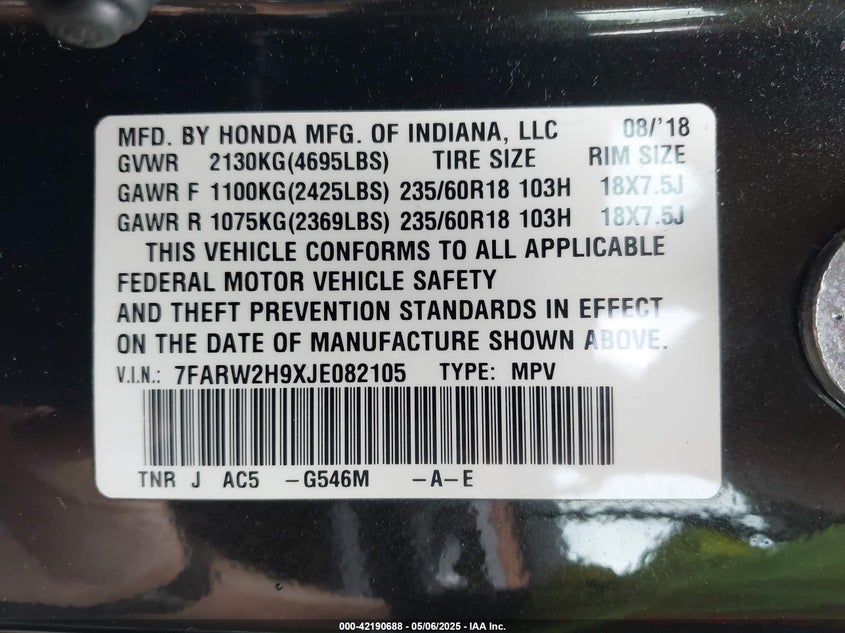 MFD. BY HONDA MFG. OF INDIANA, LLC 08/'18
GVWR 2130KG(4695LBS) TIRE SIZE RIM SIZE
GAWR F 1100KG(2425LBS) 235/60R18 103H 18X7.5J
GAWR R 1075KG(2369LBS) 235/60R18 103H 18X7.5J
THIS VEHICLE CONFORMS TO ALL APPLICABLE
FEDERAL MOTOR VEHICLE SAFETY
AND THEFT PREVENTION STANDARDS IN EFFECT
ON THE DATE OF MANUFACTURE SHOWN ABOVE.
V.I.N.: 7FARW2H9XJE082105 TYPE: MPV
TNR J AC5 -G546M -A-E
000-42190688 - 05/06/2025 - IAA Inc.